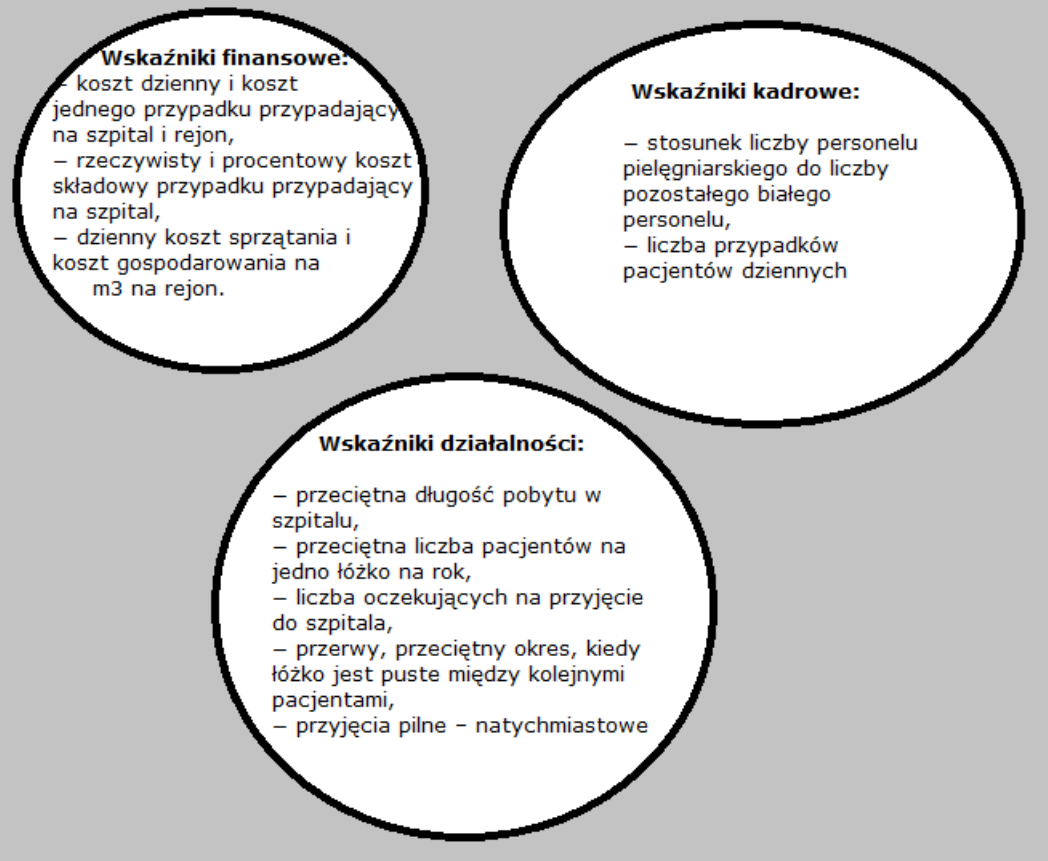 Wskaźniki finansowe:
– koszt dzienny i koszt
jednego przypadku przypadający
na szpital i rejon,
– rzeczywisty i procentowy koszt
składowy przypadku przypadający
na szpital,
– dzienny koszt sprzątania i
koszt gospodarowania na
m3 na rejon.
Wskaźniki kadrowe:
– stosunek liczby personelu
pielęgniarskiego do liczby
pozostałego białego
personelu,
– liczba przypadków
pacjentów dziennych
Wskaźniki działalności:
– przeciętna długość pobytu w
szpitalu,
– przeciętna liczba pacjentów na
jedno łóżko na rok,
– liczba oczekujących na przyjęcie
do szpitala,
– przerwy, przeciętny okres, kiedy
łóżko jest puste między kolejnymi
pacjentami,
– przyjęcia pilne – natychmiastowe